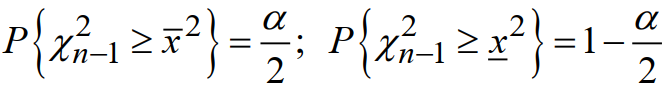 P{χ²ₙ₋₁ ≥ x̅²} = α/2; P{χ²ₙ₋₁ ≥ x̲²} = 1 − α/2